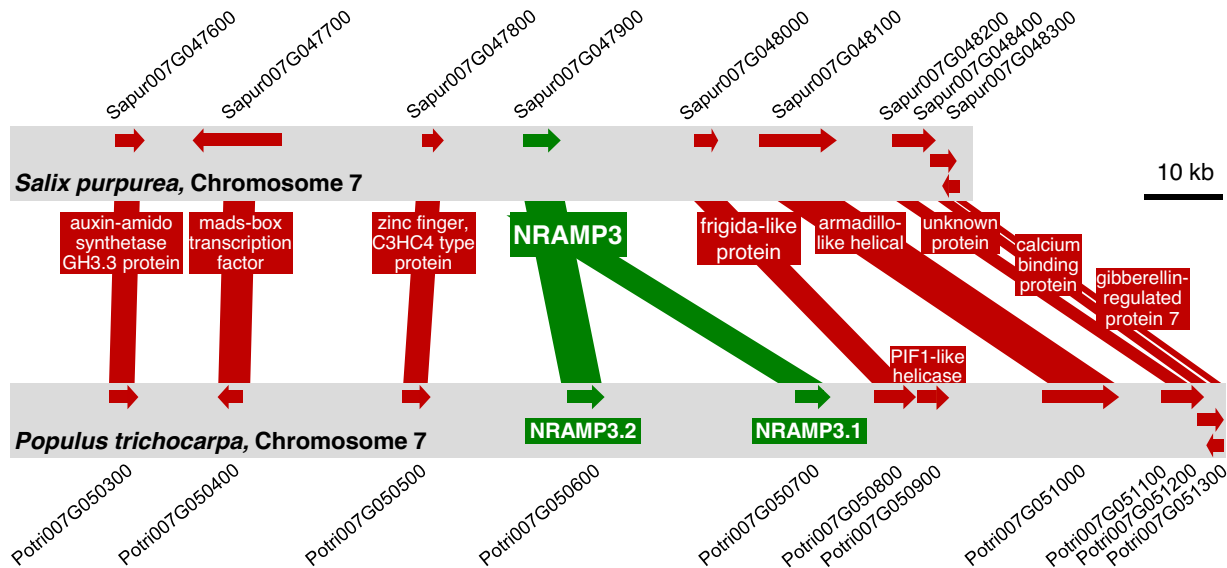 Sapur007G047600
Sapur007G047700
Sapur007G047800
Sapur007G047900
Sapur007G048000
Sapur007G048100
Sapur007G048200
Sapur007G048400
Sapur007G048300
Salix purpurea, Chromosome 7
10 kb
auxin-amido
synthetase
GH3.3 protein
mads-box
transcription
factor
zinc finger,
C3HC4 type
protein
NRAMP3
frigida-like
protein
armadillo-
like helical
unknown
protein
calcium
binding
protein
gibberellin-
regulated
protein 7
PIF1-like
helicase
NRAMP3.2
NRAMP3.1
Populus trichocarpa, Chromosome 7
Potri007G050300
Potri007G050400
Potri007G050500
Potri007G050600
Potri007G050700
Potri007G050800
Potri007G050900
Potri007G051000
Potri007G051100
Potri007G051200
Potri007G051300